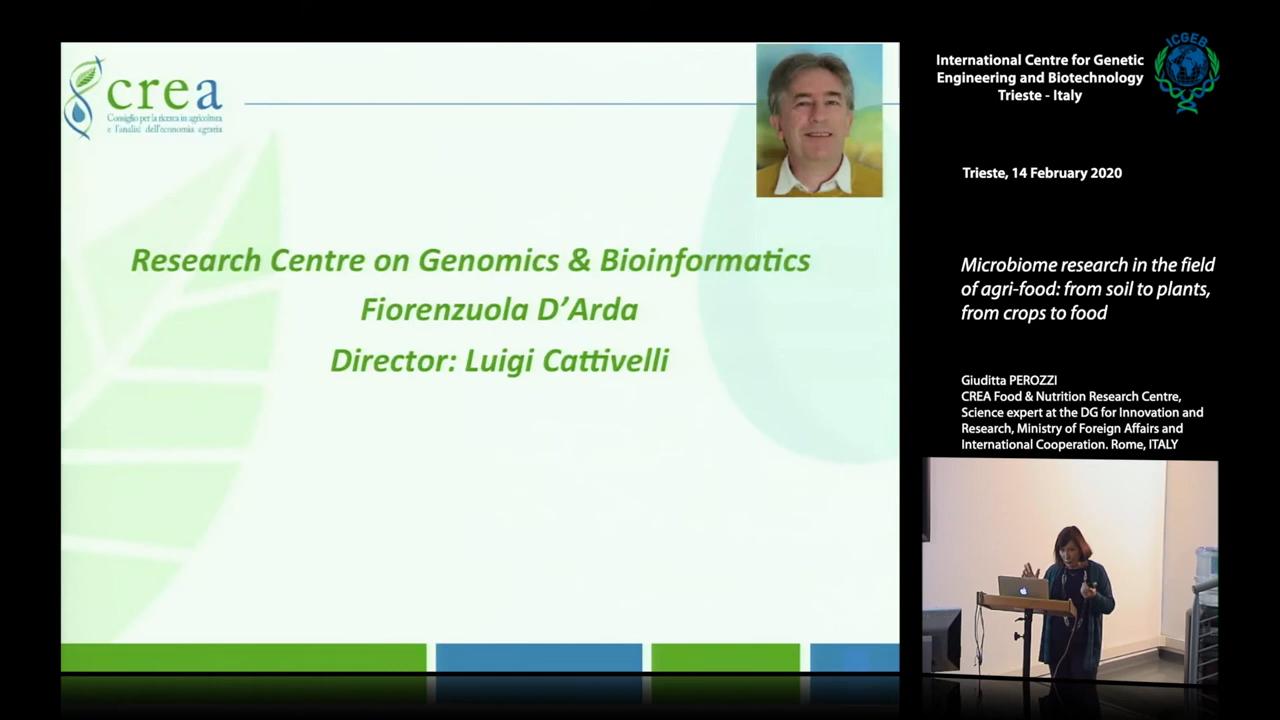 crea
Consiglio per la ricerca in agricoltura
e l'analisi dell'economia agraria
Research Centre on Genomics & Bioinformatics
Fiorenzuola D'Arda
Director: Luigi Cattivelli
International Centre for Genetic
Engineering and Biotechnology
Trieste - Italy
ICGEB
Trieste, 14 February 2020
Microbiome research in the field
of agri-food: from soil to plants,
from crops to food
Giuditta PEROZZI
CREA Food & Nutrition Research Centre,
Science expert at the DG for Innovation and
Research, Ministry of Foreign Affairs and
International Cooperation. Rome, ITALY